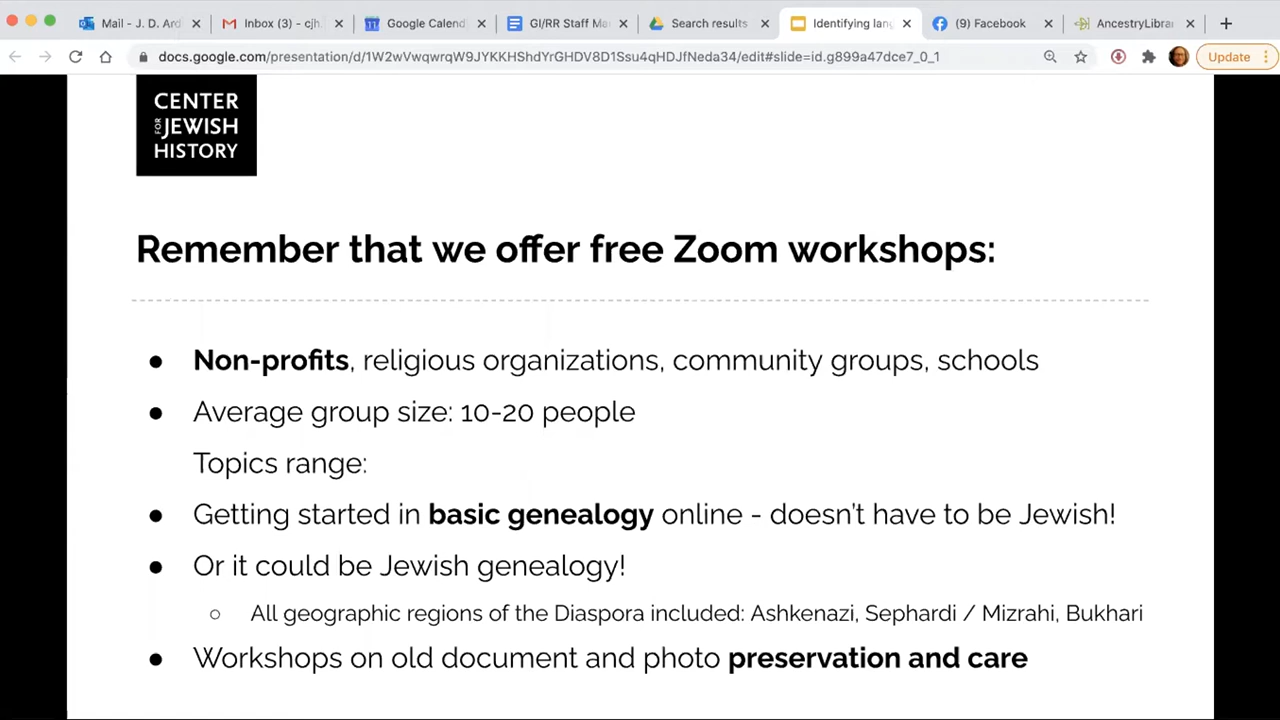 Mail - J. D. Ard
Inbox (3) - cjh.
Google Calend
GI/RR Staff Me
Search results
Identifying lang
(9) Facebook
AncestryLibrar
docs.google.com/presentation/d/1W2wVwqwrqW9JYKKHShdYrGHDV8D1Ssu4qHDJfNeda34/edit#slide=id.g899a47dce7_0_1
Update
CENTER
FOR JEWISH
HISTORY
Remember that we offer free Zoom workshops:
● Non-profits, religious organizations, community groups, schools
● Average group size: 10-20 people
Topics range:
● Getting started in basic genealogy online - doesn't have to be Jewish!
● Or it could be Jewish genealogy!
○ All geographic regions of the Diaspora included: Ashkenazi, Sephardi / Mizrahi, Bukhari
● Workshops on old document and photo preservation and care